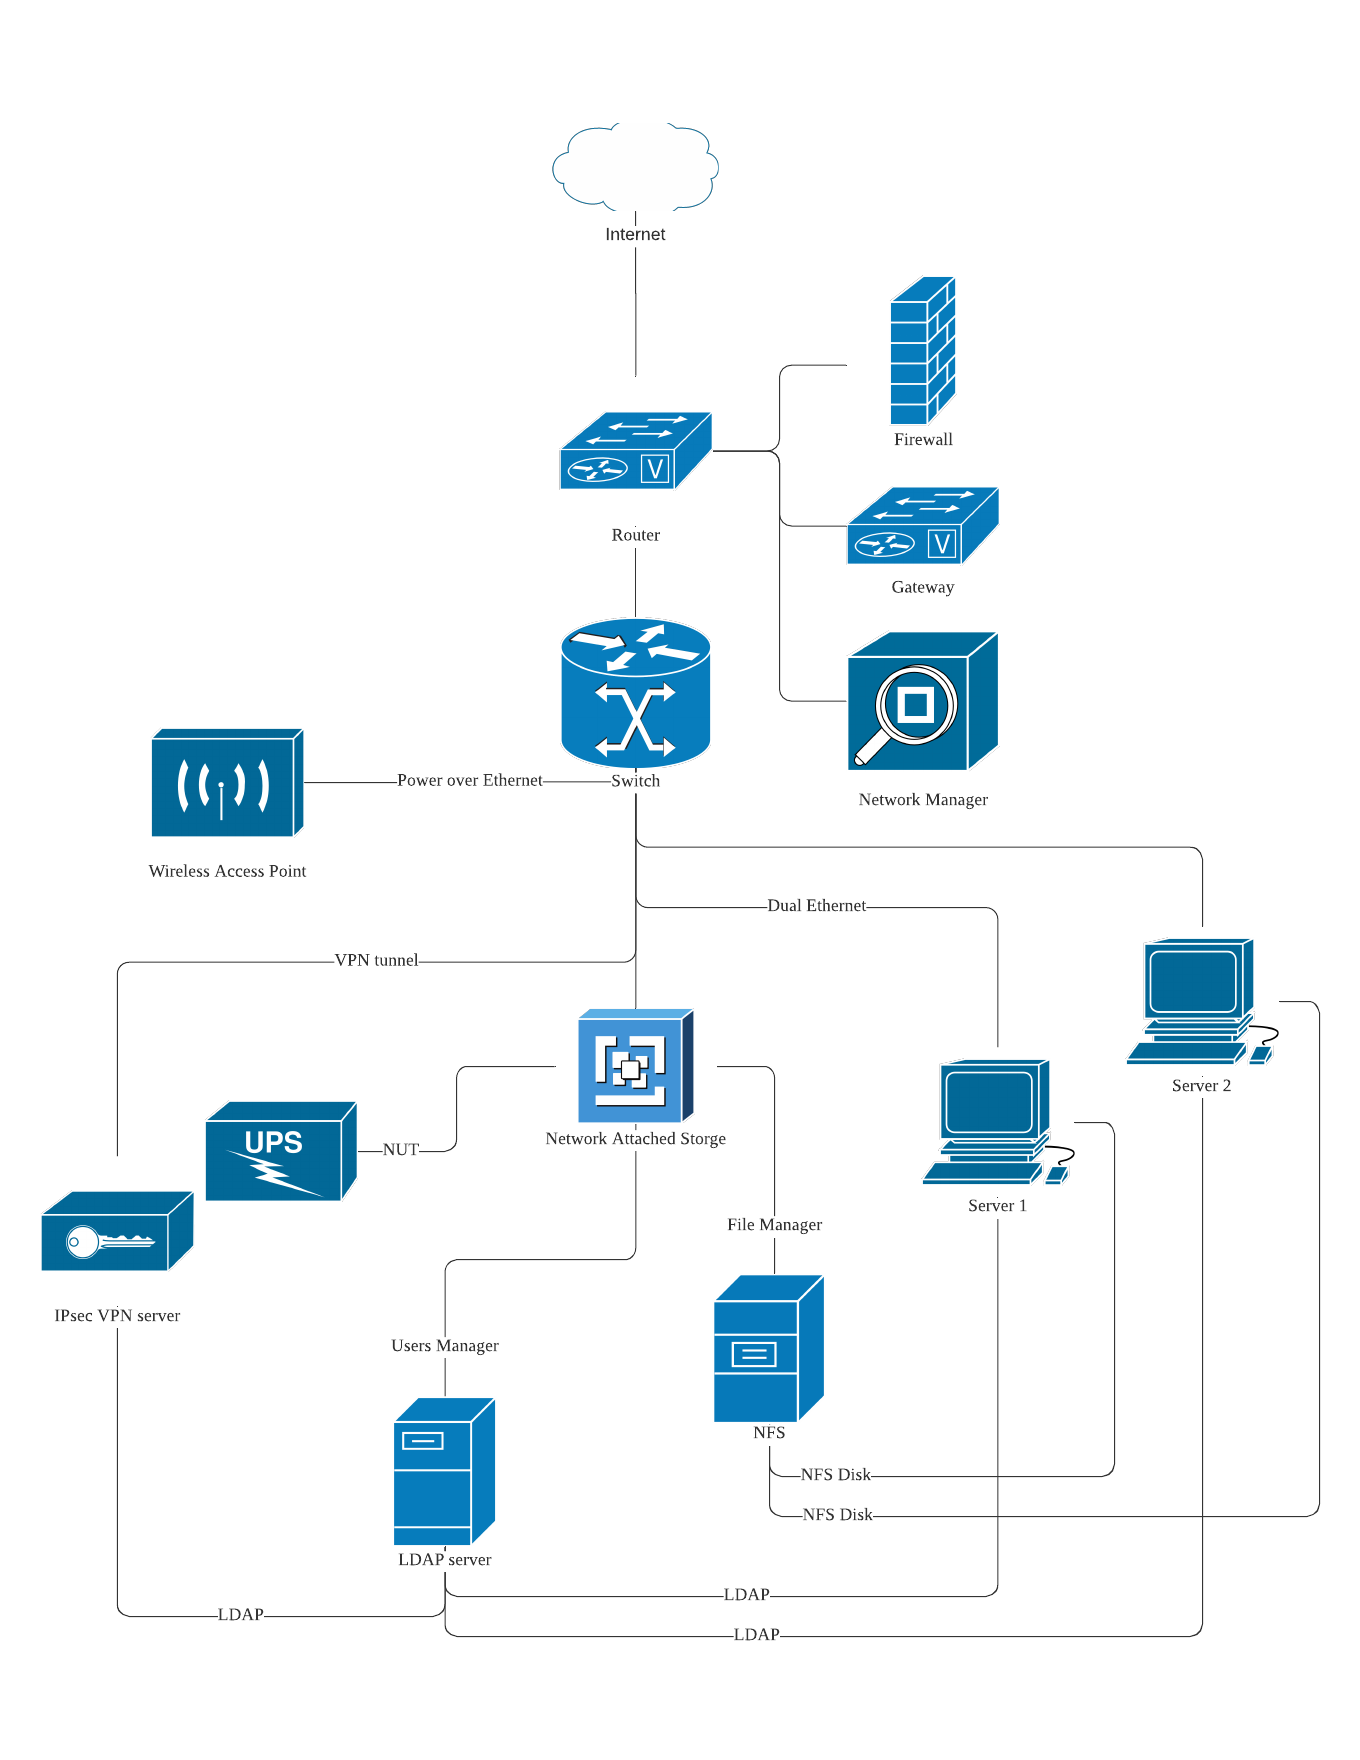 Internet
Firewall
V
Router
V
Gateway
Network Manager
Power over Ethernet
Switch
Wireless Access Point
Dual Ethernet
VPN tunnel
Server 2
UPS
NUT
Network Attached Storge
Server 1
File Manager
IPsec VPN server
Users Manager
NFS
NFS Disk
NFS Disk
LDAP server
LDAP
LDAP
LDAP